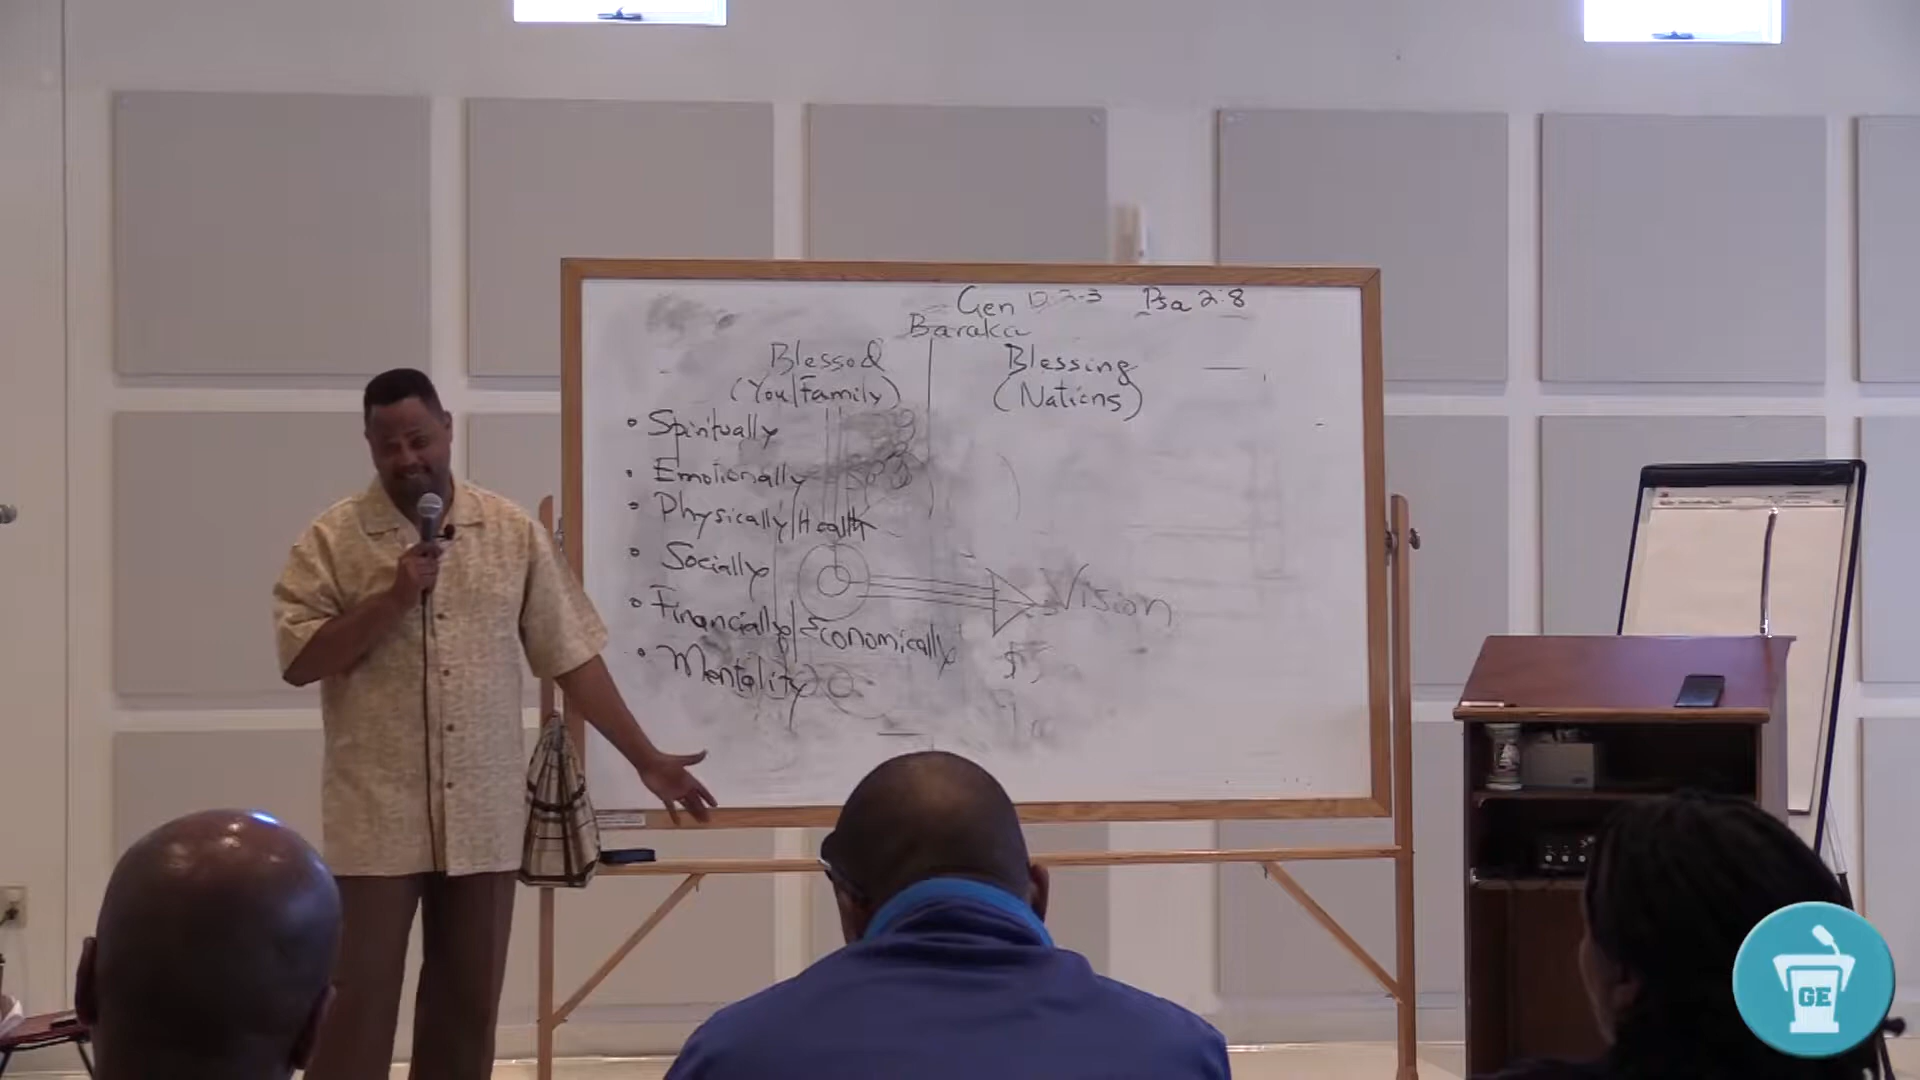 Gen 12:2-3 Psa 2:8
Baraka
Blessed
(You/Family)
Blessing
(Nations)
• Spiritually
• Emotionally
• Physically/Health
• Socially
• Financially/Economically
• Mentality
Vision
GE